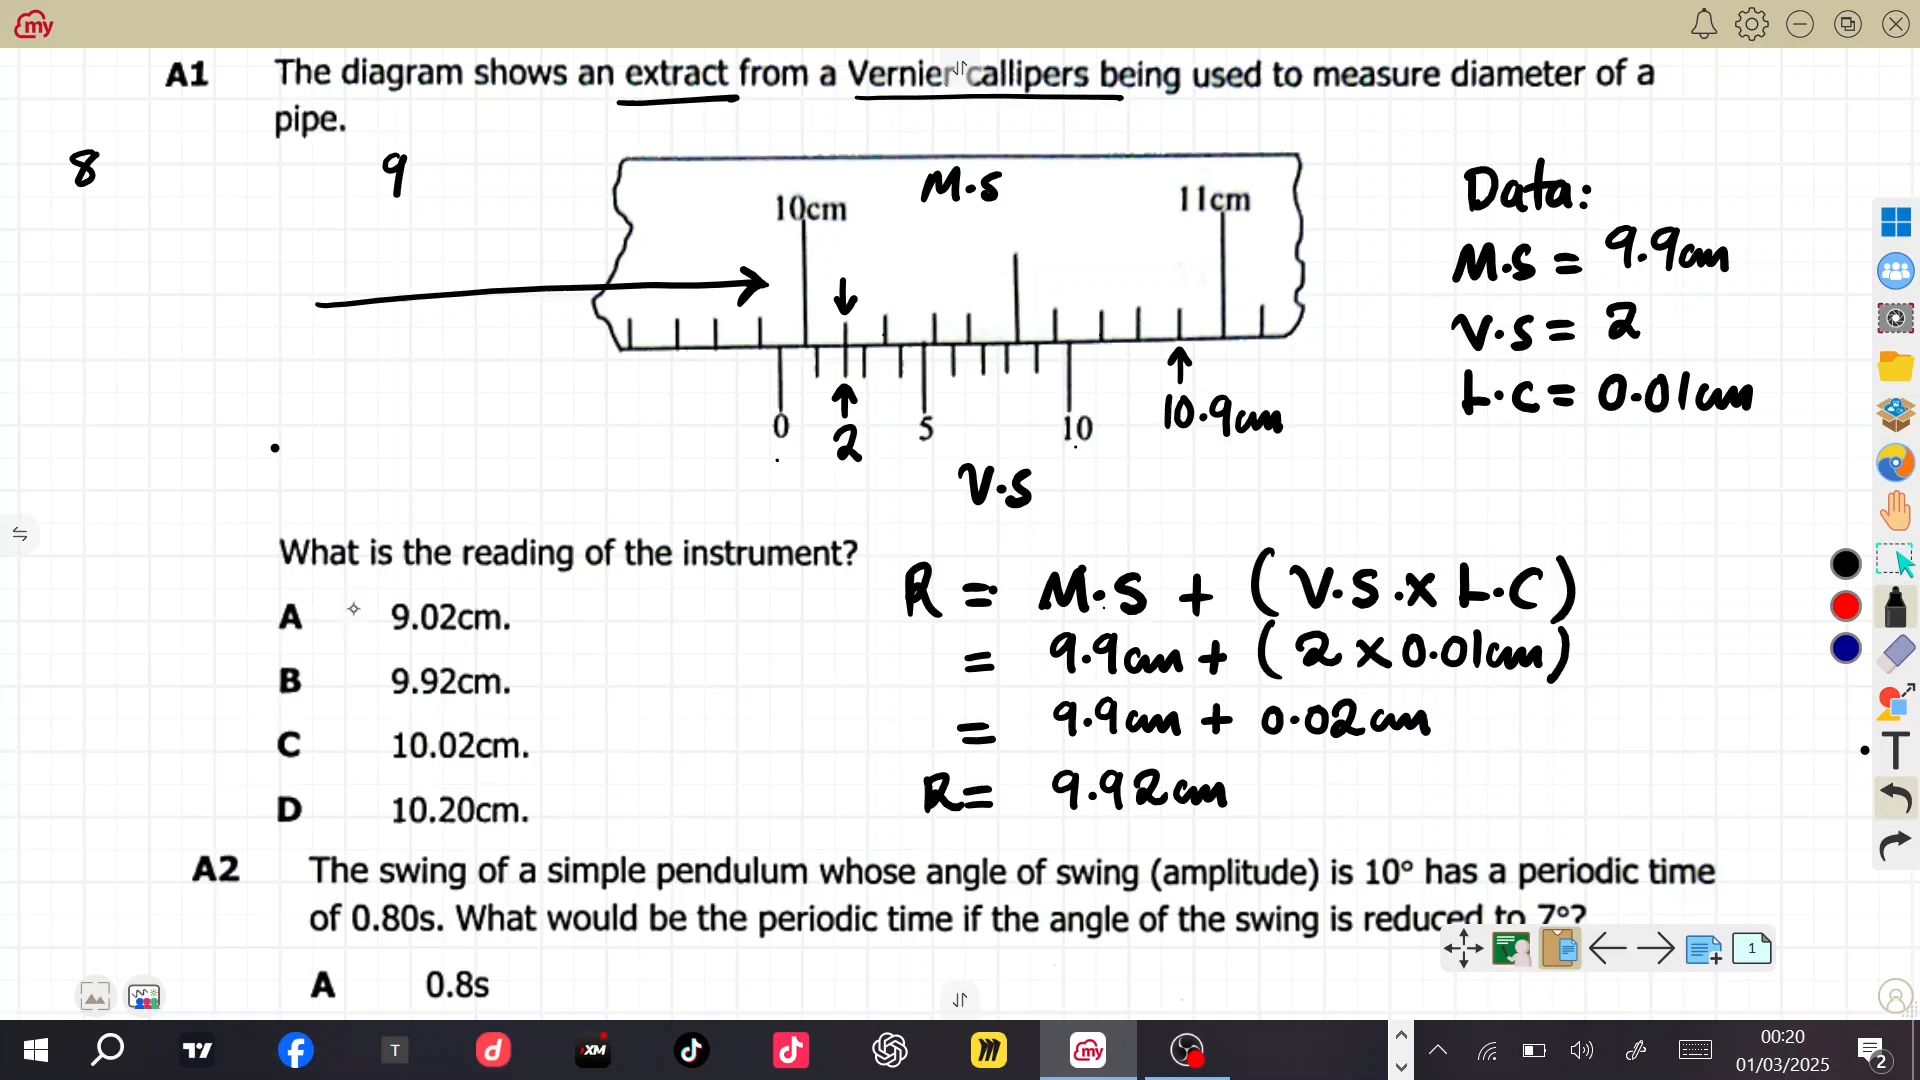 my
A1 The diagram shows an extract from a Vernier callipers being used to measure diameter of a
pipe.
8 9
M.S
10cm 11cm
0 5 10
2
10.9cm
V.S
Data:
M.S = 9.9cm
V.S = 2
L.C = 0.01cm
What is the reading of the instrument?
A 9.02cm.
B 9.92cm.
C 10.02cm.
D 10.20cm.
R = M.S + (V.S x L.C)
= 9.9cm + (2 x 0.01cm)
= 9.9cm + 0.02cm
R = 9.92cm
A2 The swing of a simple pendulum whose angle of swing (amplitude) is 10° has a periodic time
of 0.80s. What would be the periodic time if the angle of the swing is reduced to 7°?
A 0.8s
T
1
T
XM
my
00:20
01/03/2025
2